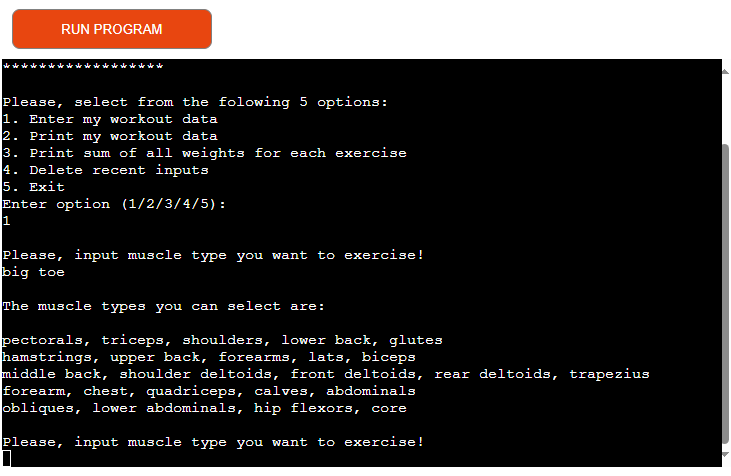 RUN PROGRAM
******************
Please, select from the folowing 5 options:
1. Enter my workout data
2. Print my workout data
3. Print sum of all weights for each exercise
4. Delete recent inputs
5. Exit
Enter option (1/2/3/4/5):
1
Please, input muscle type you want to exercise!
big toe
The muscle types you can select are:
pectorals, triceps, shoulders, lower back, glutes
hamstrings, upper back, forearms, lats, biceps
middle back, shoulder deltoids, front deltoids, rear deltoids, trapezius
forearm, chest, quadriceps, calves, abdominals
obliques, lower abdominals, hip flexors, core
Please, input muscle type you want to exercise!